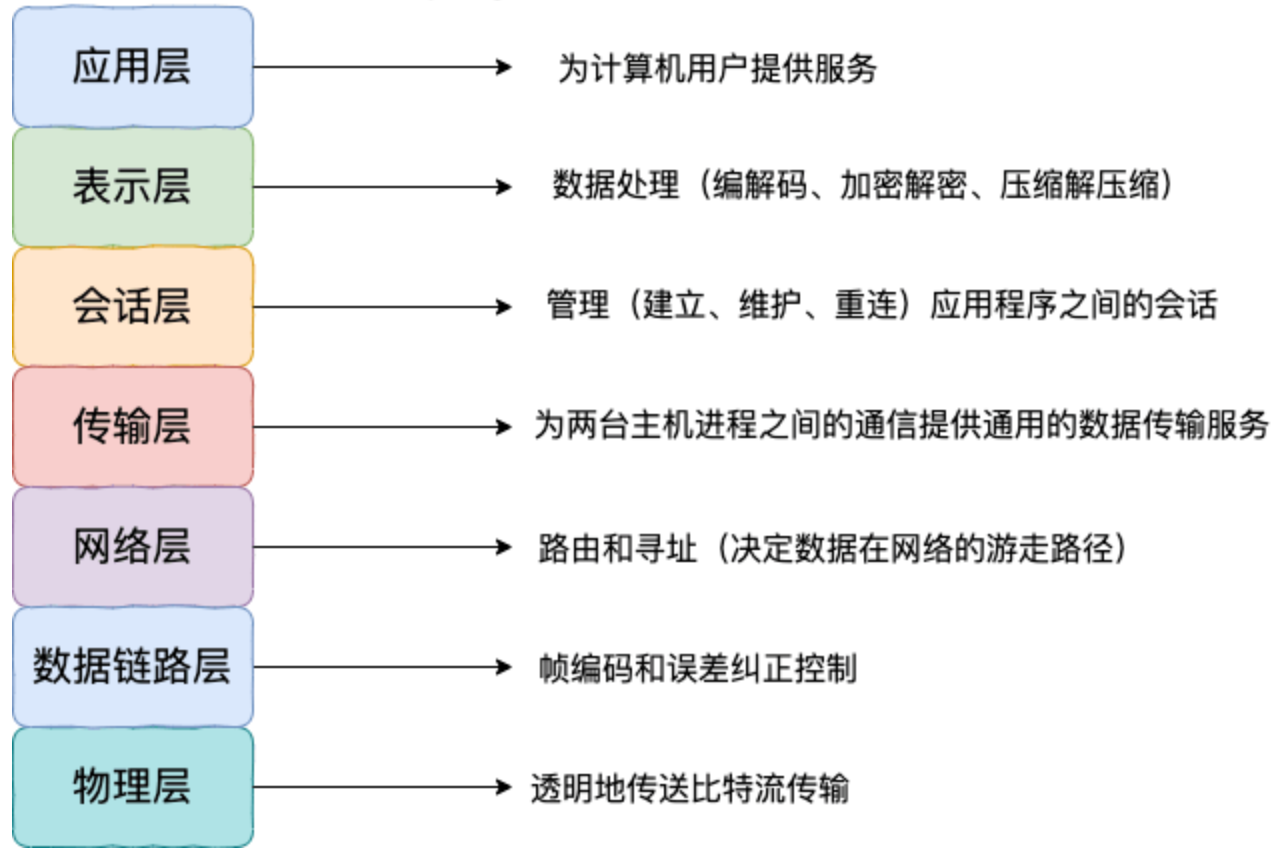 应用层
为计算机用户提供服务
表示层
数据处理（编解码、加密解密、压缩解压缩）
会话层
管理（建立、维护、重连）应用程序之间的会话
传输层
为两台主机进程之间的通信提供通用的数据传输服务
网络层
路由和寻址（决定数据在网络的游走路径）
数据链路层
帧编码和误差纠正控制
物理层
透明地传送比特流传输